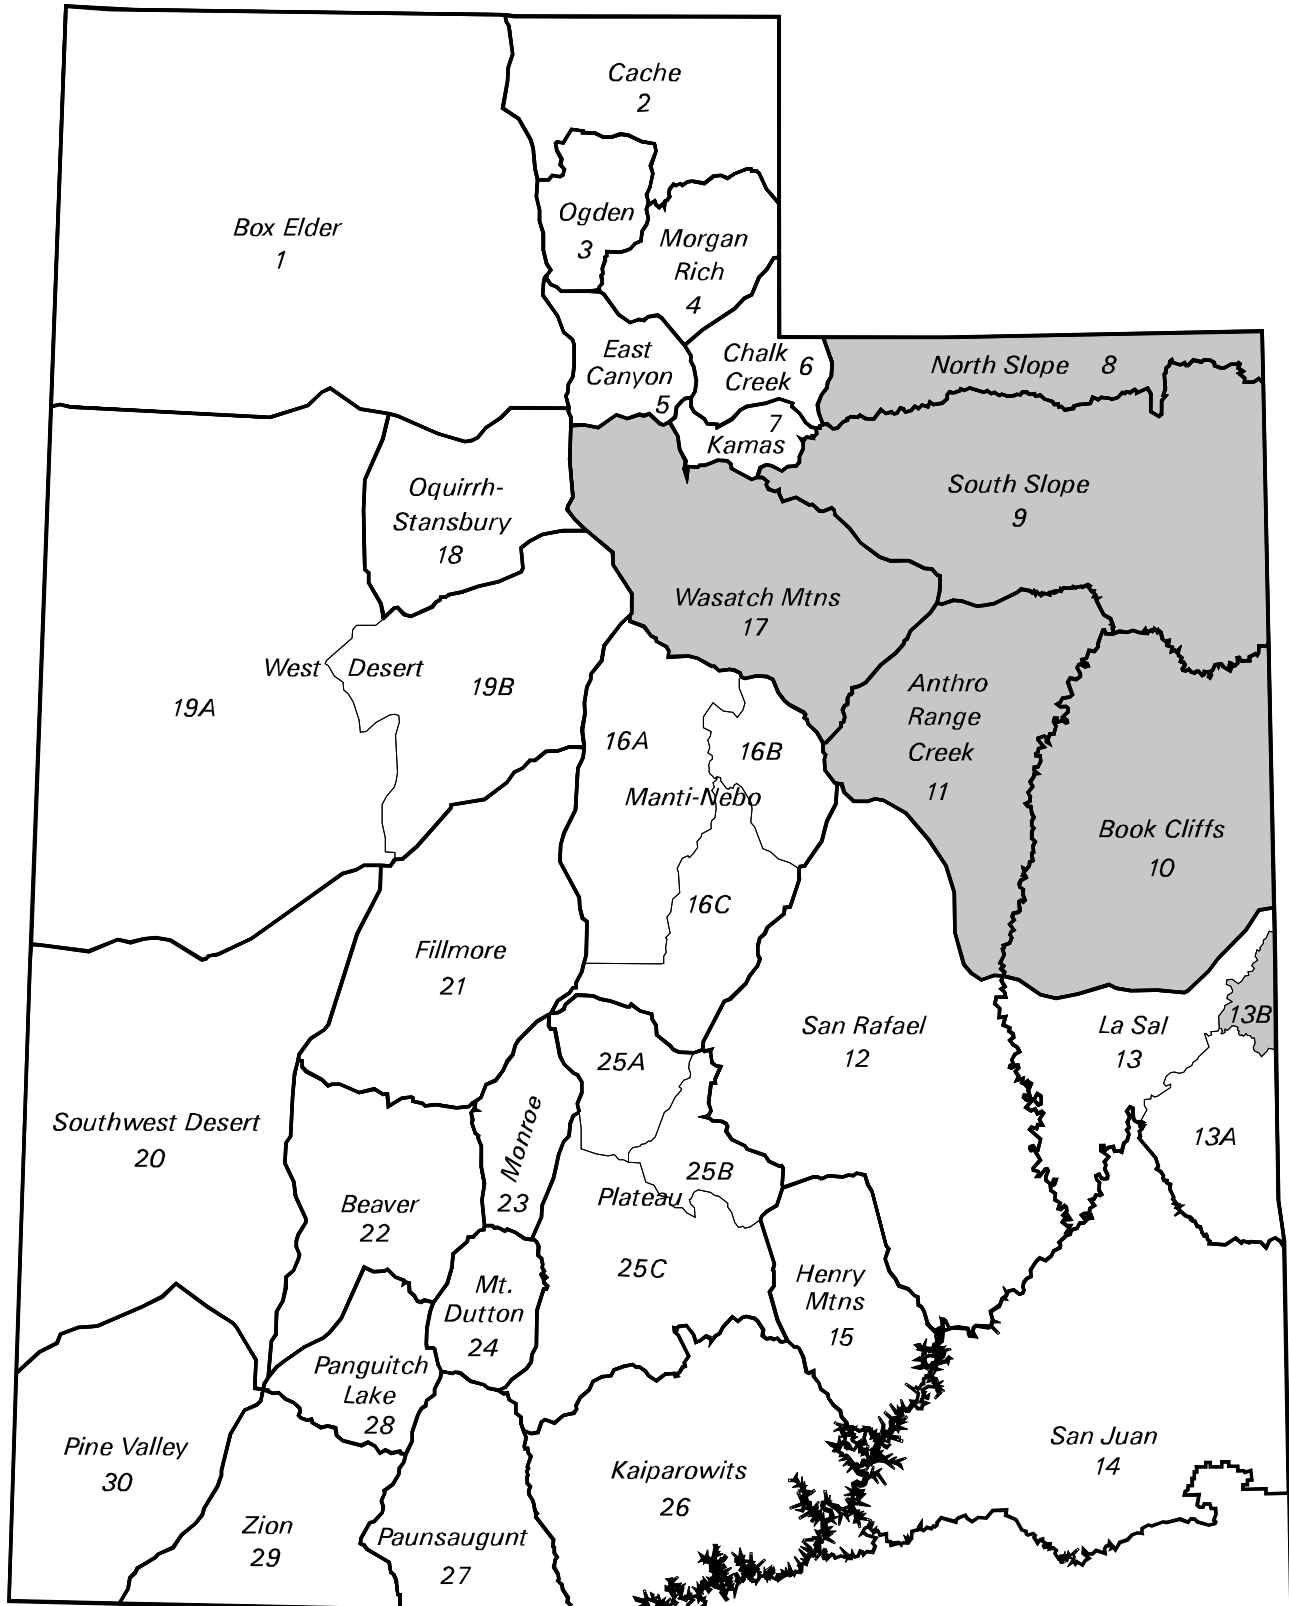 Cache
2
Box Elder
1
Ogden
3
Morgan
Rich
4
East
Canyon
5
Chalk
Creek
6
7
Kamas
North Slope 8
South Slope
9
Oquirrh-
Stansbury
18
Wasatch Mtns
17
West Desert
19A
19B
Anthro
Range
Creek
11
16A
16B
Manti-Nebo
16C
Book Cliffs
10
Fillmore
21
San Rafael
12
La Sal
13
13B
13A
25A
Southwest Desert
20
Monroe
23
25B
Plateau
25C
Beaver
22
Mt.
Dutton
24
Henry
Mtns
15
Panguitch
Lake
28
Pine Valley
30
Kaiparowits
26
San Juan
14
Zion
29
Paunsaugunt
27